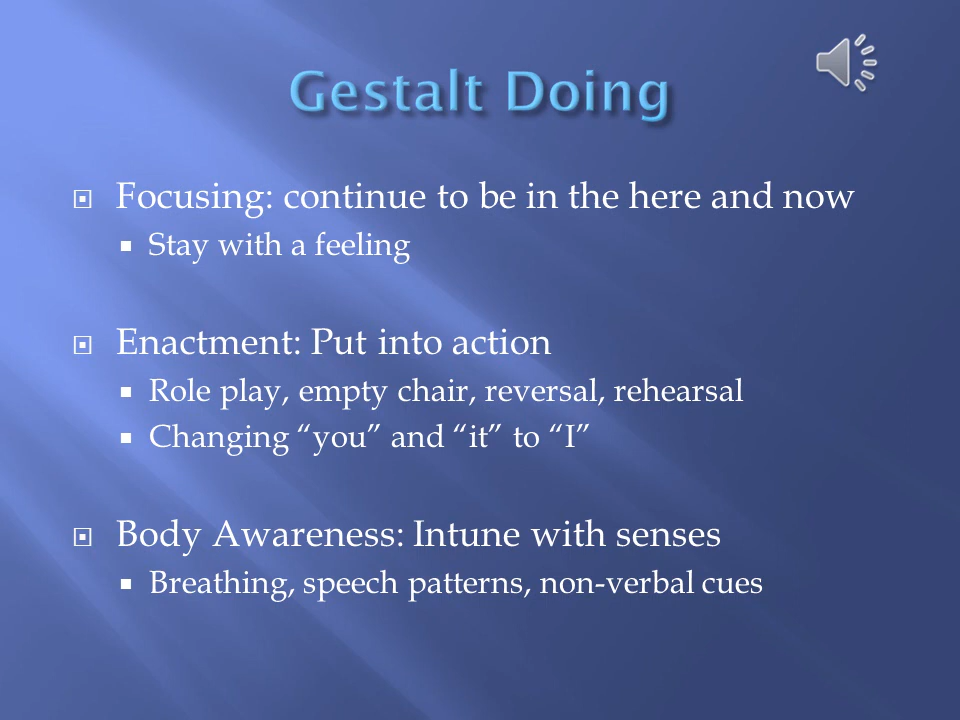 Gestalt Doing
Focusing: continue to be in the here and now
Stay with a feeling
Enactment: Put into action
Role play, empty chair, reversal, rehearsal
Changing “you” and “it” to “I”
Body Awareness: Intune with senses
Breathing, speech patterns, non-verbal cues